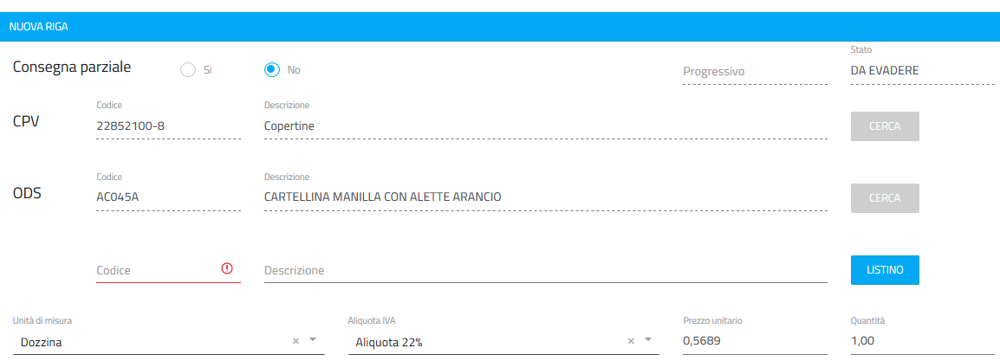 NUOVA RIGA
Stato
Consegna parziale Si No Progressivo DA EVADERE
Codice Descrizione
CPV 22852100-8 Copertine CERCA
Codice Descrizione
ODS AC045A CARTELLINA MANILLA CON ALETTE ARANCIO CERCA
Codice Descrizione LISTINO
Unità di misura Aliquota IVA Prezzo unitario Quantità
Dozzina × Aliquota 22% × 0,5689 1,00